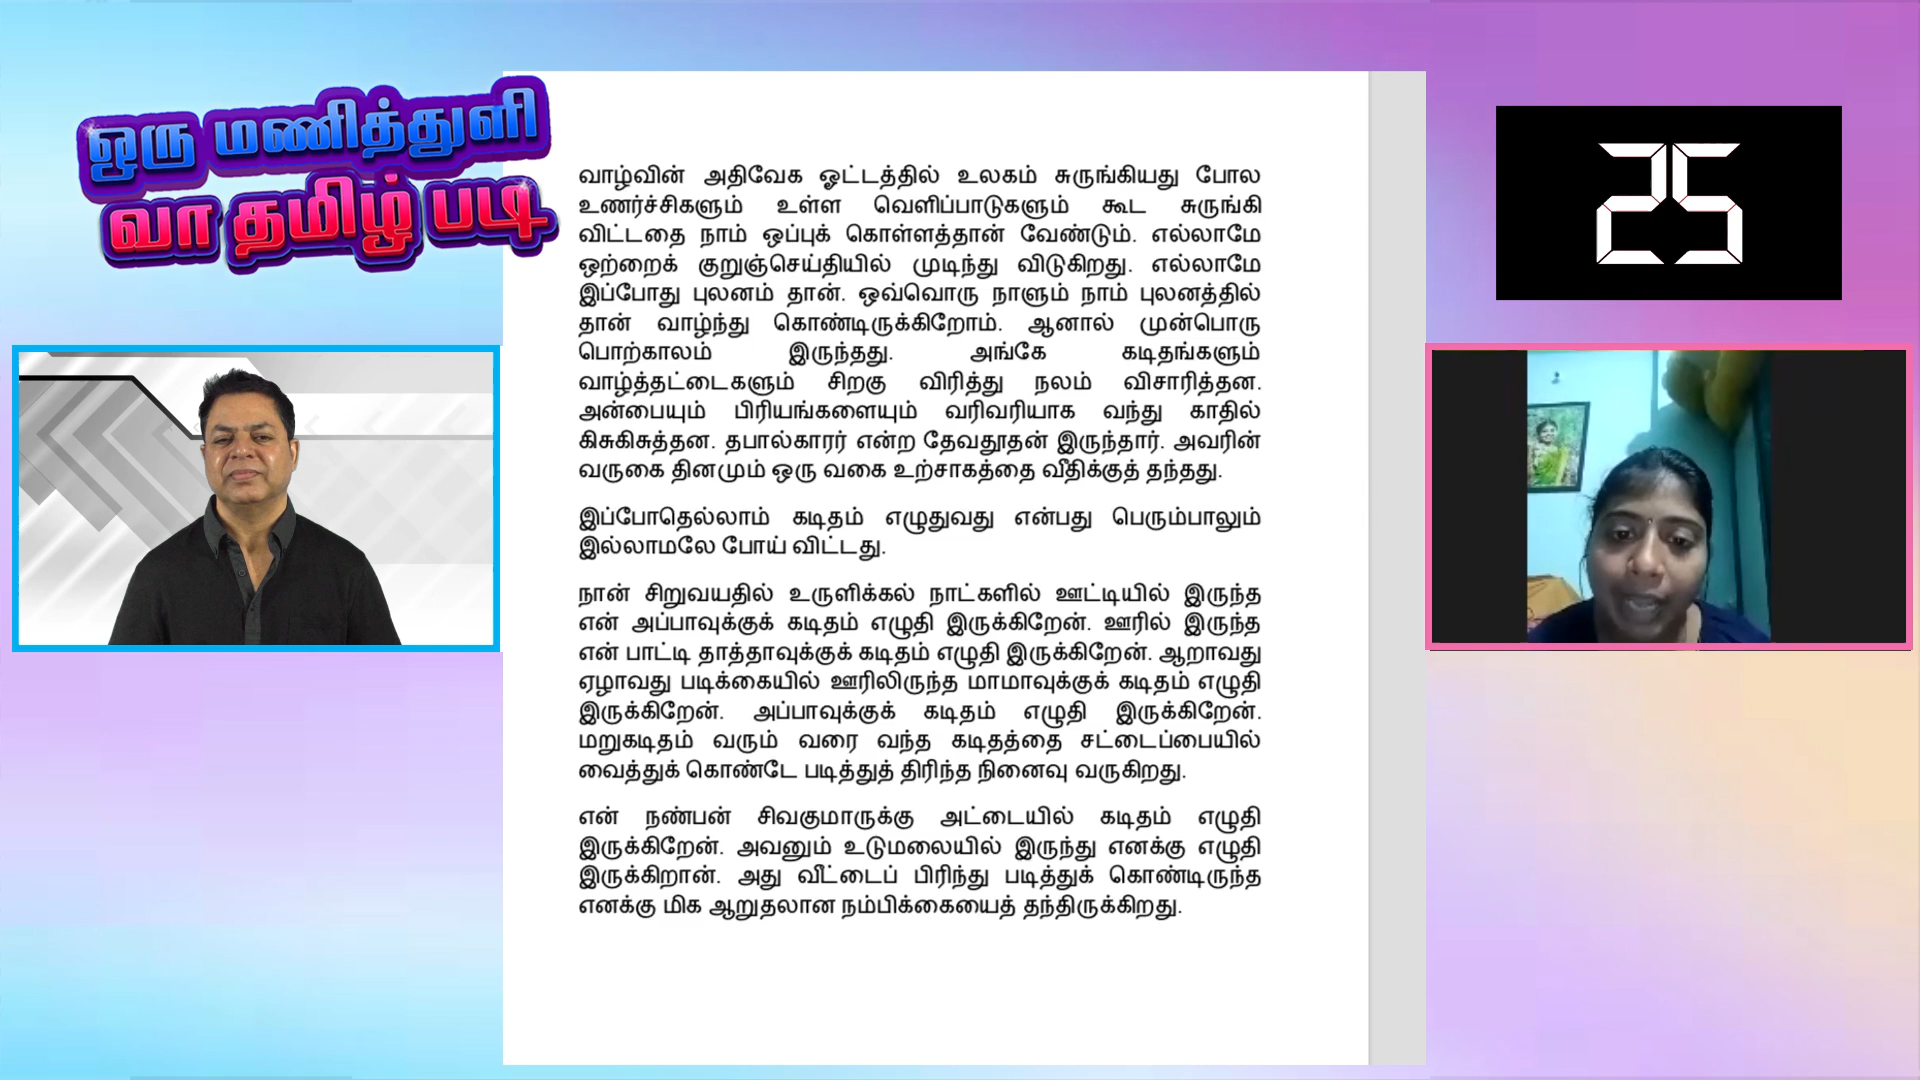 ஒரு மணித்துளி
வா தமிழ் படி
வாழ்வின் அதிவேக ஓட்டத்தில் உலகம் சுருங்கியது போல
உணர்ச்சிகளும் உள்ள வெளிப்பாடுகளும் கூட சுருங்கி
விட்டதை நாம் ஒப்புக் கொள்ளத்தான் வேண்டும். எல்லாமே
ஒற்றைக் குறுஞ்செய்தியில் முடிந்து விடுகிறது. எல்லாமே
இப்போது புலனம் தான். ஒவ்வொரு நாளும் நாம் புலனத்தில்
தான் வாழ்ந்து கொண்டிருக்கிறோம். ஆனால் முன்பொரு
பொற்காலம் இருந்தது. அங்கே கடிதங்களும்
வாழ்த்தட்டைகளும் சிறகு விரித்து நலம் விசாரித்தன.
அன்பையும் பிரியங்களையும் வரிவரியாக வந்து காதில்
கிசுகிசுத்தன. தபால்காரர் என்ற தேவதூதன் இருந்தார். அவரின்
வருகை தினமும் ஒரு வகை உற்சாகத்தை வீதிக்குத் தந்தது.
இப்போதெல்லாம் கடிதம் எழுதுவது என்பது பெரும்பாலும்
இல்லாமலே போய் விட்டது.
நான் சிறுவயதில் உருளிக்கல் நாட்களில் ஊட்டியில் இருந்த
என் அப்பாவுக்குக் கடிதம் எழுதி இருக்கிறேன். ஊரில் இருந்த
என் பாட்டி தாத்தாவுக்குக் கடிதம் எழுதி இருக்கிறேன். ஆறாவது
ஏழாவது படிக்கையில் ஊரிலிருந்த மாமாவுக்குக் கடிதம் எழுதி
இருக்கிறேன். அப்பாவுக்குக் கடிதம் எழுதி இருக்கிறேன்.
மறுகடிதம் வரும் வரை வந்த கடிதத்தை சட்டைப்பையில்
வைத்துக் கொண்டே படித்துத் திரிந்த நினைவு வருகிறது.
என் நண்பன் சிவகுமாருக்கு அட்டையில் கடிதம் எழுதி
இருக்கிறேன். அவனும் உடுமலையில் இருந்து எனக்கு எழுதி
இருக்கிறான். அது வீட்டைப் பிரிந்து படித்துக் கொண்டிருந்த
எனக்கு மிக ஆறுதலான நம்பிக்கையைத் தந்திருக்கிறது.
25